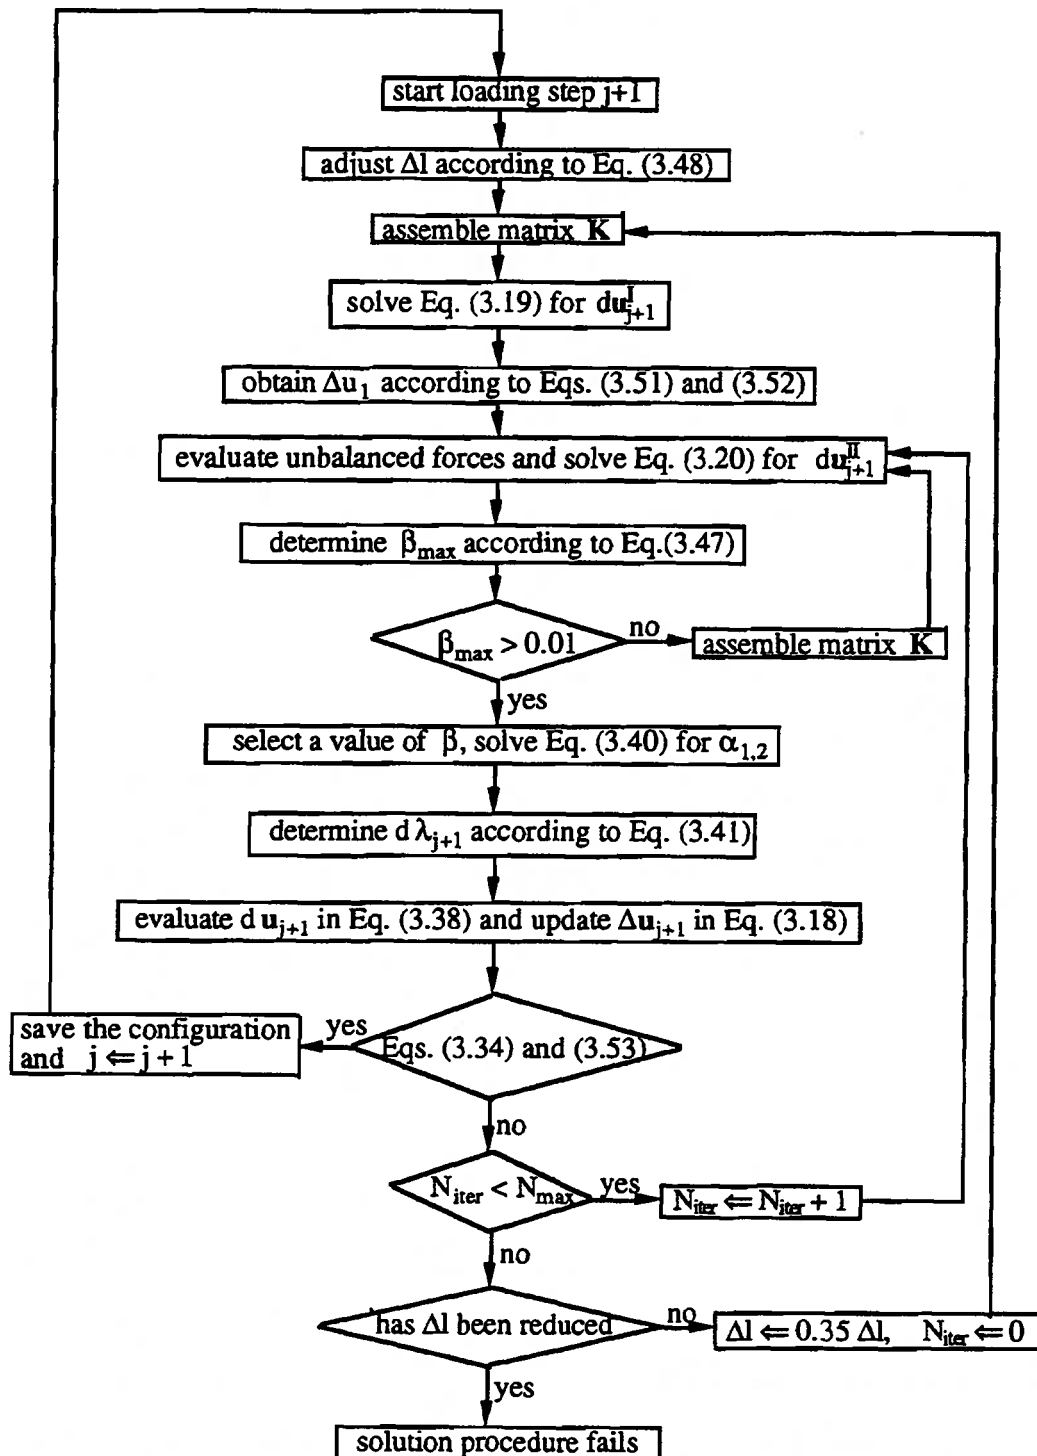 start loading step j+1
adjust Δl according to Eq. (3.48)
assemble matrix K
solve Eq. (3.19) for du^I_{j+1}
obtain Δu_1 according to Eqs. (3.51) and (3.52)
evaluate unbalanced forces and solve Eq. (3.20) for du^{II}_{j+1}
determine β_max according to Eq.(3.47)
β_max > 0.01
no
assemble matrix K
yes
select a value of β, solve Eq. (3.40) for α_{1,2}
determine d λ_{j+1} according to Eq. (3.41)
evaluate d u_{j+1} in Eq. (3.38) and update Δu_{j+1} in Eq. (3.18)
save the configuration
and j ⇐ j + 1
yes
Eqs. (3.34) and (3.53)
no
N_iter < N_max
yes
N_iter ⇐ N_iter + 1
no
has Δl been reduced
no
Δl ⇐ 0.35 Δl, N_iter ⇐ 0
yes
solution procedure fails